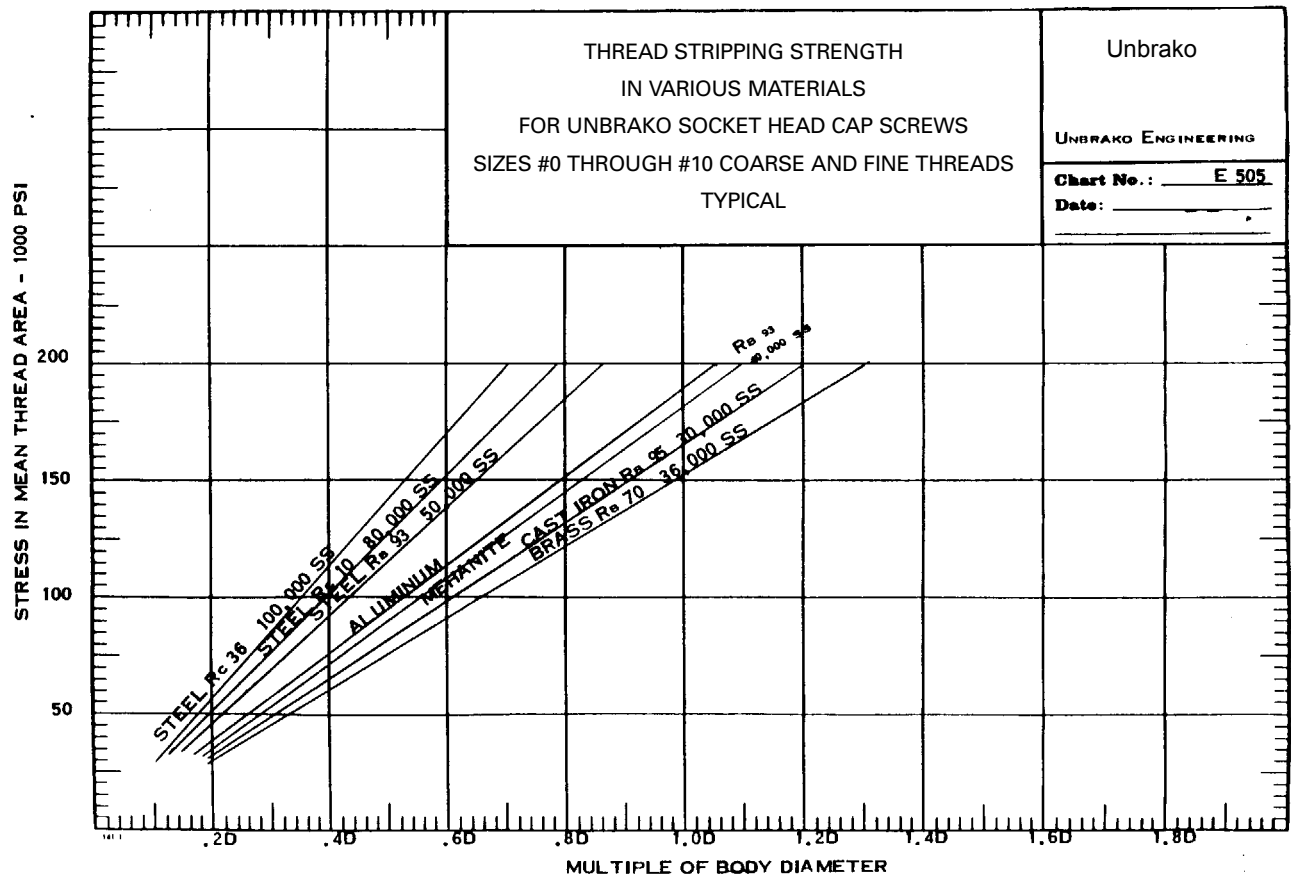 THREAD STRIPPING STRENGTH
IN VARIOUS MATERIALS
FOR UNBRAKO SOCKET HEAD CAP SCREWS
SIZES #0 THROUGH #10 COARSE AND FINE THREADS
TYPICAL
Unbrako
UNBRAKO ENGINEERING
Chart No.: E 505
Date:
STRESS IN MEAN THREAD AREA - 1000 PSI
200
150
100
50
STEEL Rc 36 100,000 SS
STEEL Rc 10 80,000 SS
STEEL RB 93 50,000 SS
ALUMINUM RB 93
40,000 SS
MEHANITE CAST IRON RB 95 30,000 SS
BRASS RB 70 36,000 SS
.2D .4D .6D .8D 1.0D 1.2D 1.4D 1.6D 1.8D
MULTIPLE OF BODY DIAMETER